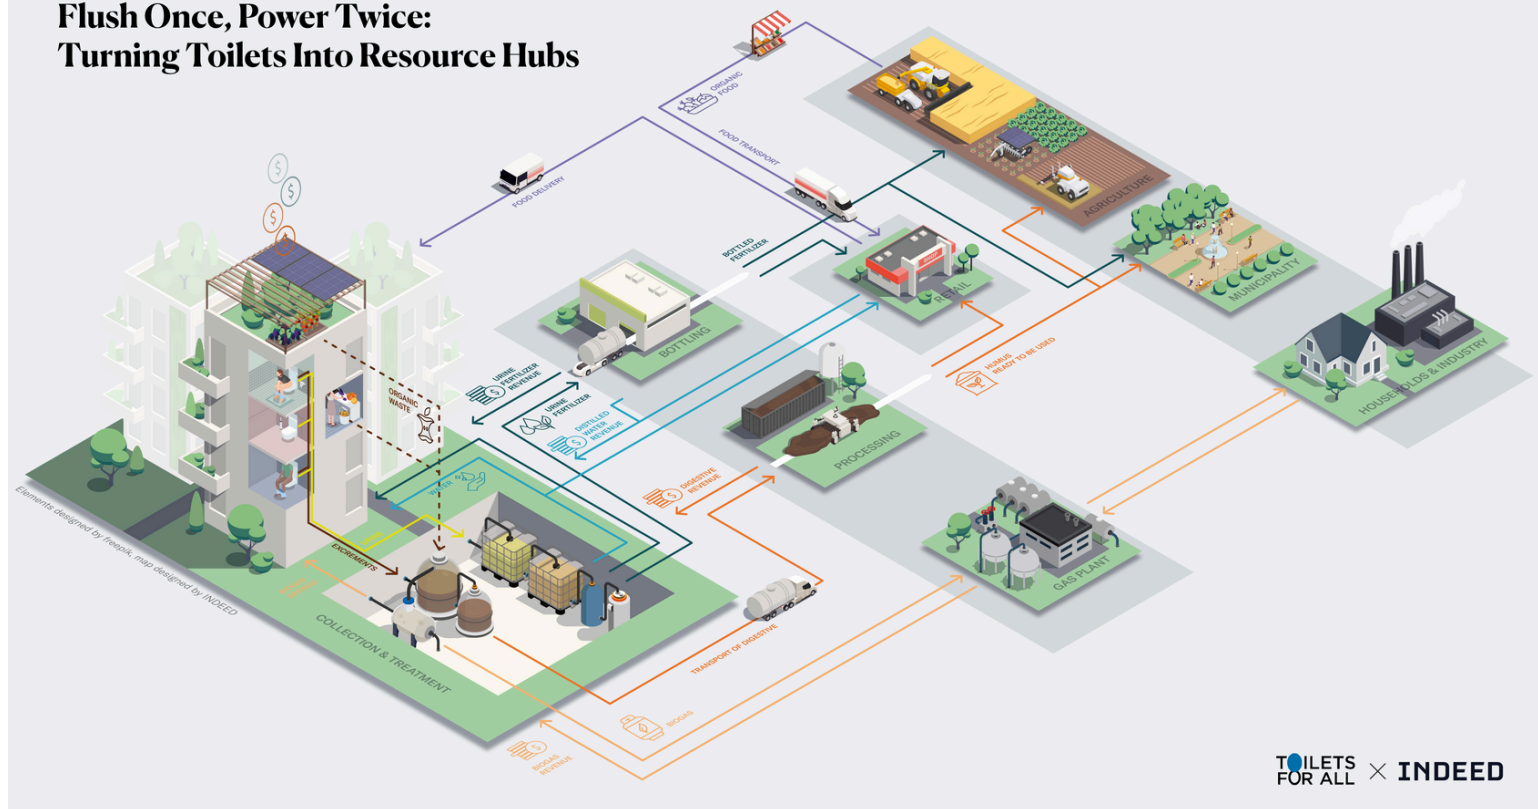 Flush Once, Power Twice:
Turning Toilets Into Resource Hubs
ORGANIC
FOOD
FOOD TRANSPORT
FOOD DELIVERY
AGRICULTURE
BOTTLED
FERTILIZER
RETAIL
MUNICIPALITY
BOTTLING
HOUSEHOLDS & INDUSTRY
HUMUS
READY TO BE USED
URINE
FERTILIZER
REVENUE
URINE
FERTILIZER
ORGANIC
WASTE
DISTILLED
WATER
REVENUE
PROCESSING
WATER
DIGESTIVE
REVENUE
EXCREMENTS
GAS PLANT
Elements designed by freepik, map designed by INDEED
COLLECTION & TREATMENT
TRANSPORT OF DIGESTIVE
BIOGAS
BIOGAS
REVENUE
TOILETS
FOR ALL
× INDEED